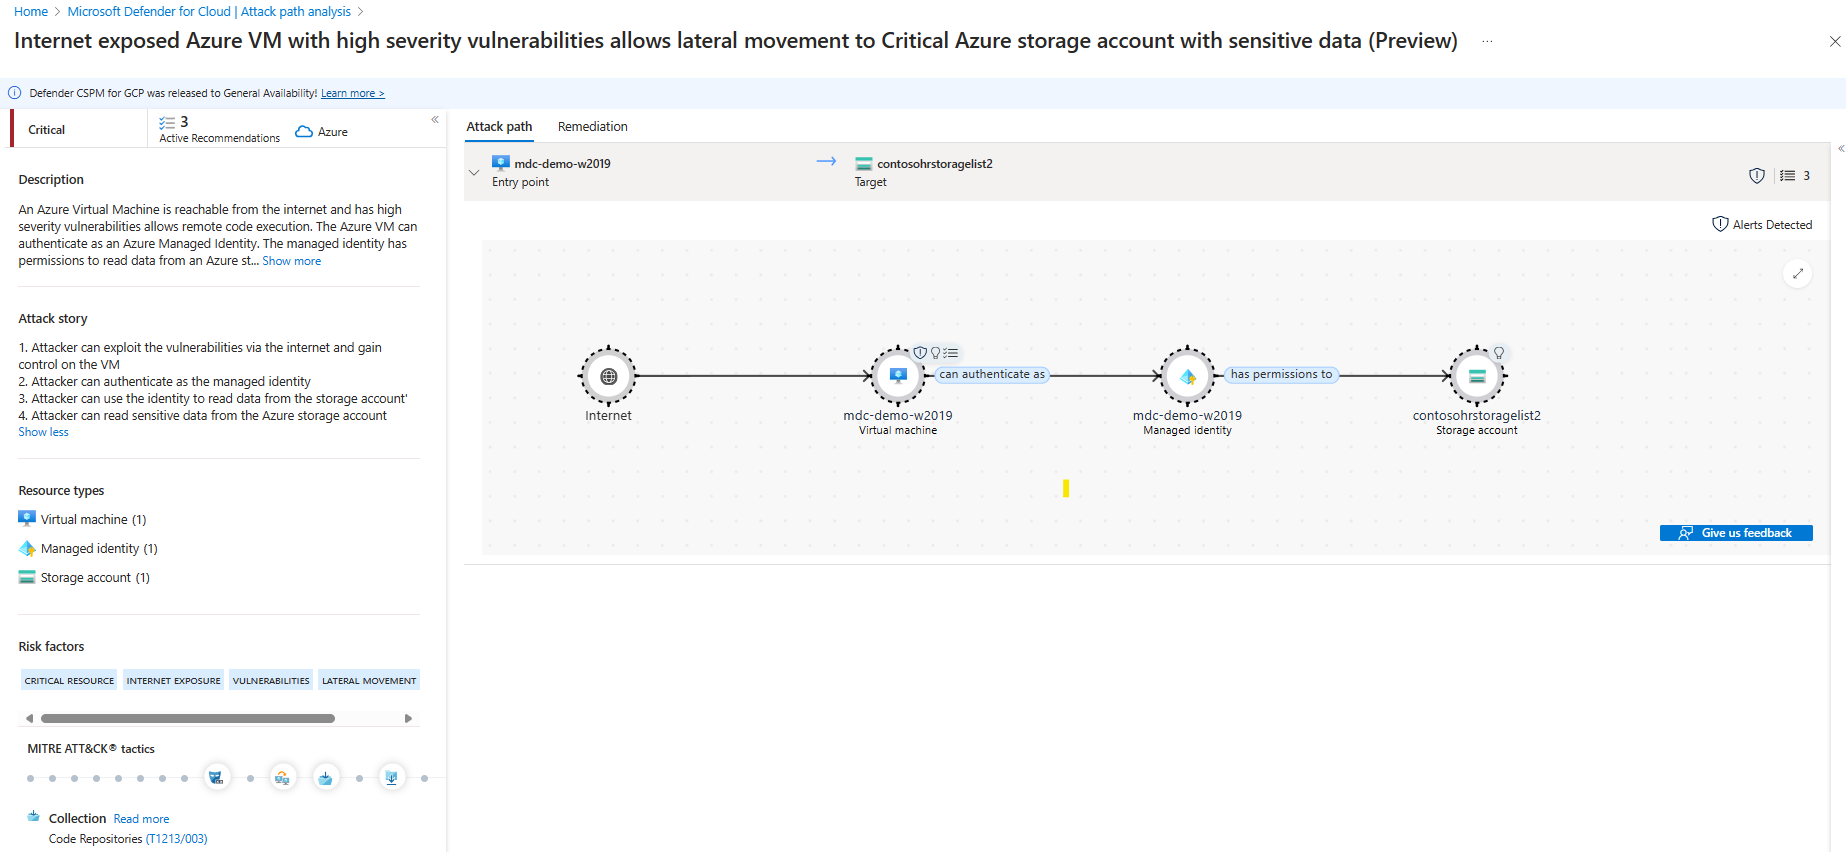 Home > Microsoft Defender for Cloud | Attack path analysis >
Internet exposed Azure VM with high severity vulnerabilities allows lateral movement to Critical Azure storage account with sensitive data (Preview) ...
Defender CSPM for GCP was released to General Availability! Learn more >
Critical
3
Active Recommendations
Azure
Description
An Azure Virtual Machine is reachable from the internet and has high
severity vulnerabilities allows remote code execution. The Azure VM can
authenticate as an Azure Managed Identity. The managed identity has
permissions to read data from an Azure st... Show more
Attack story
1. Attacker can exploit the vulnerabilities via the internet and gain
control on the VM
2. Attacker can authenticate as the managed identity
3. Attacker can use the identity to read data from the storage account'
4. Attacker can read sensitive data from the Azure storage account
Show less
Resource types
Virtual machine (1)
Managed identity (1)
Storage account (1)
Risk factors
CRITICAL RESOURCE INTERNET EXPOSURE VULNERABILITIES LATERAL MOVEMENT
MITRE ATT&CK® tactics
Collection Read more
Code Repositories (T1213/003)
Attack path Remediation
mdc-demo-w2019
Entry point
contosohrstoragelist2
Target
3
Alerts Detected
can authenticate as
has permissions to
Internet
mdc-demo-w2019
Virtual machine
mdc-demo-w2019
Managed identity
contosohrstoragelist2
Storage account
Give us feedback